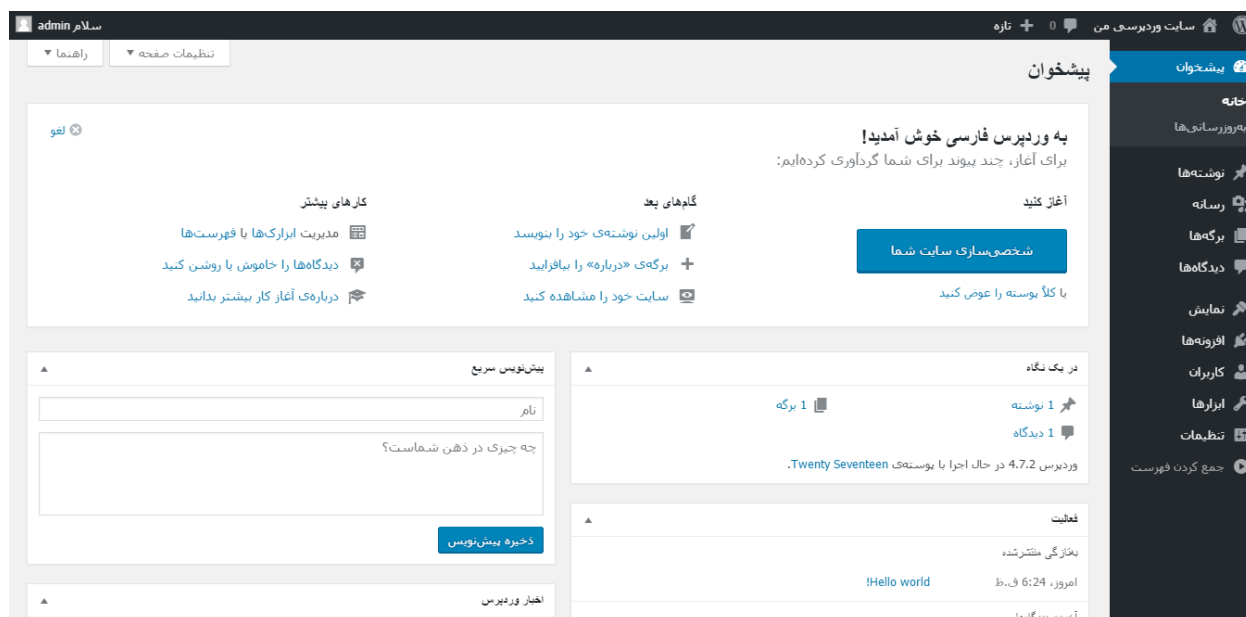 سایت وردپرسی من
0
تازه
سلام admin
پیشخوان
خانه
به‌روزرسانی‌ها
نوشته‌ها
رسانه
برگه‌ها
دیدگاه‌ها
نمایش
افزونه‌ها
کاربران
ابزارها
تنظیمات
جمع کردن فهرست
تنظیمات صفحه
راهنما
پیشخوان
به وردپرس فارسی خوش آمدید!
لغو
برای آغاز، چند پیوند برای شما گردآوری کرده‌ایم:
آغاز کنید
شخصی‌سازی سایت شما
یا کلاً پوسته را عوض کنید
گام‌های بعد
اولین نوشته‌ی خود را بنویسد
برگه‌ی «درباره» را بیافزایید
سایت خود را مشاهده کنید
کارهای بیشتر
مدیریت ابزارک‌ها یا فهرست‌ها
دیدگاه‌ها را خاموش یا روشن کنید
درباره‌ی آغاز کار بیشتر بدانید
در یک نگاه
1 نوشته
1 برگه
1 دیدگاه
وردپرس 4.7.2 در حال اجرا با پوسته‌ی Twenty Seventeen.
فعالیت
به‌تازگی منتشر شده
امروز، 6:24 ق.ظ
Hello world!
پیش‌نویس سریع
نام
چه چیزی در ذهن شماست؟
ذخیره پیش‌نویس
اخبار وردپرس